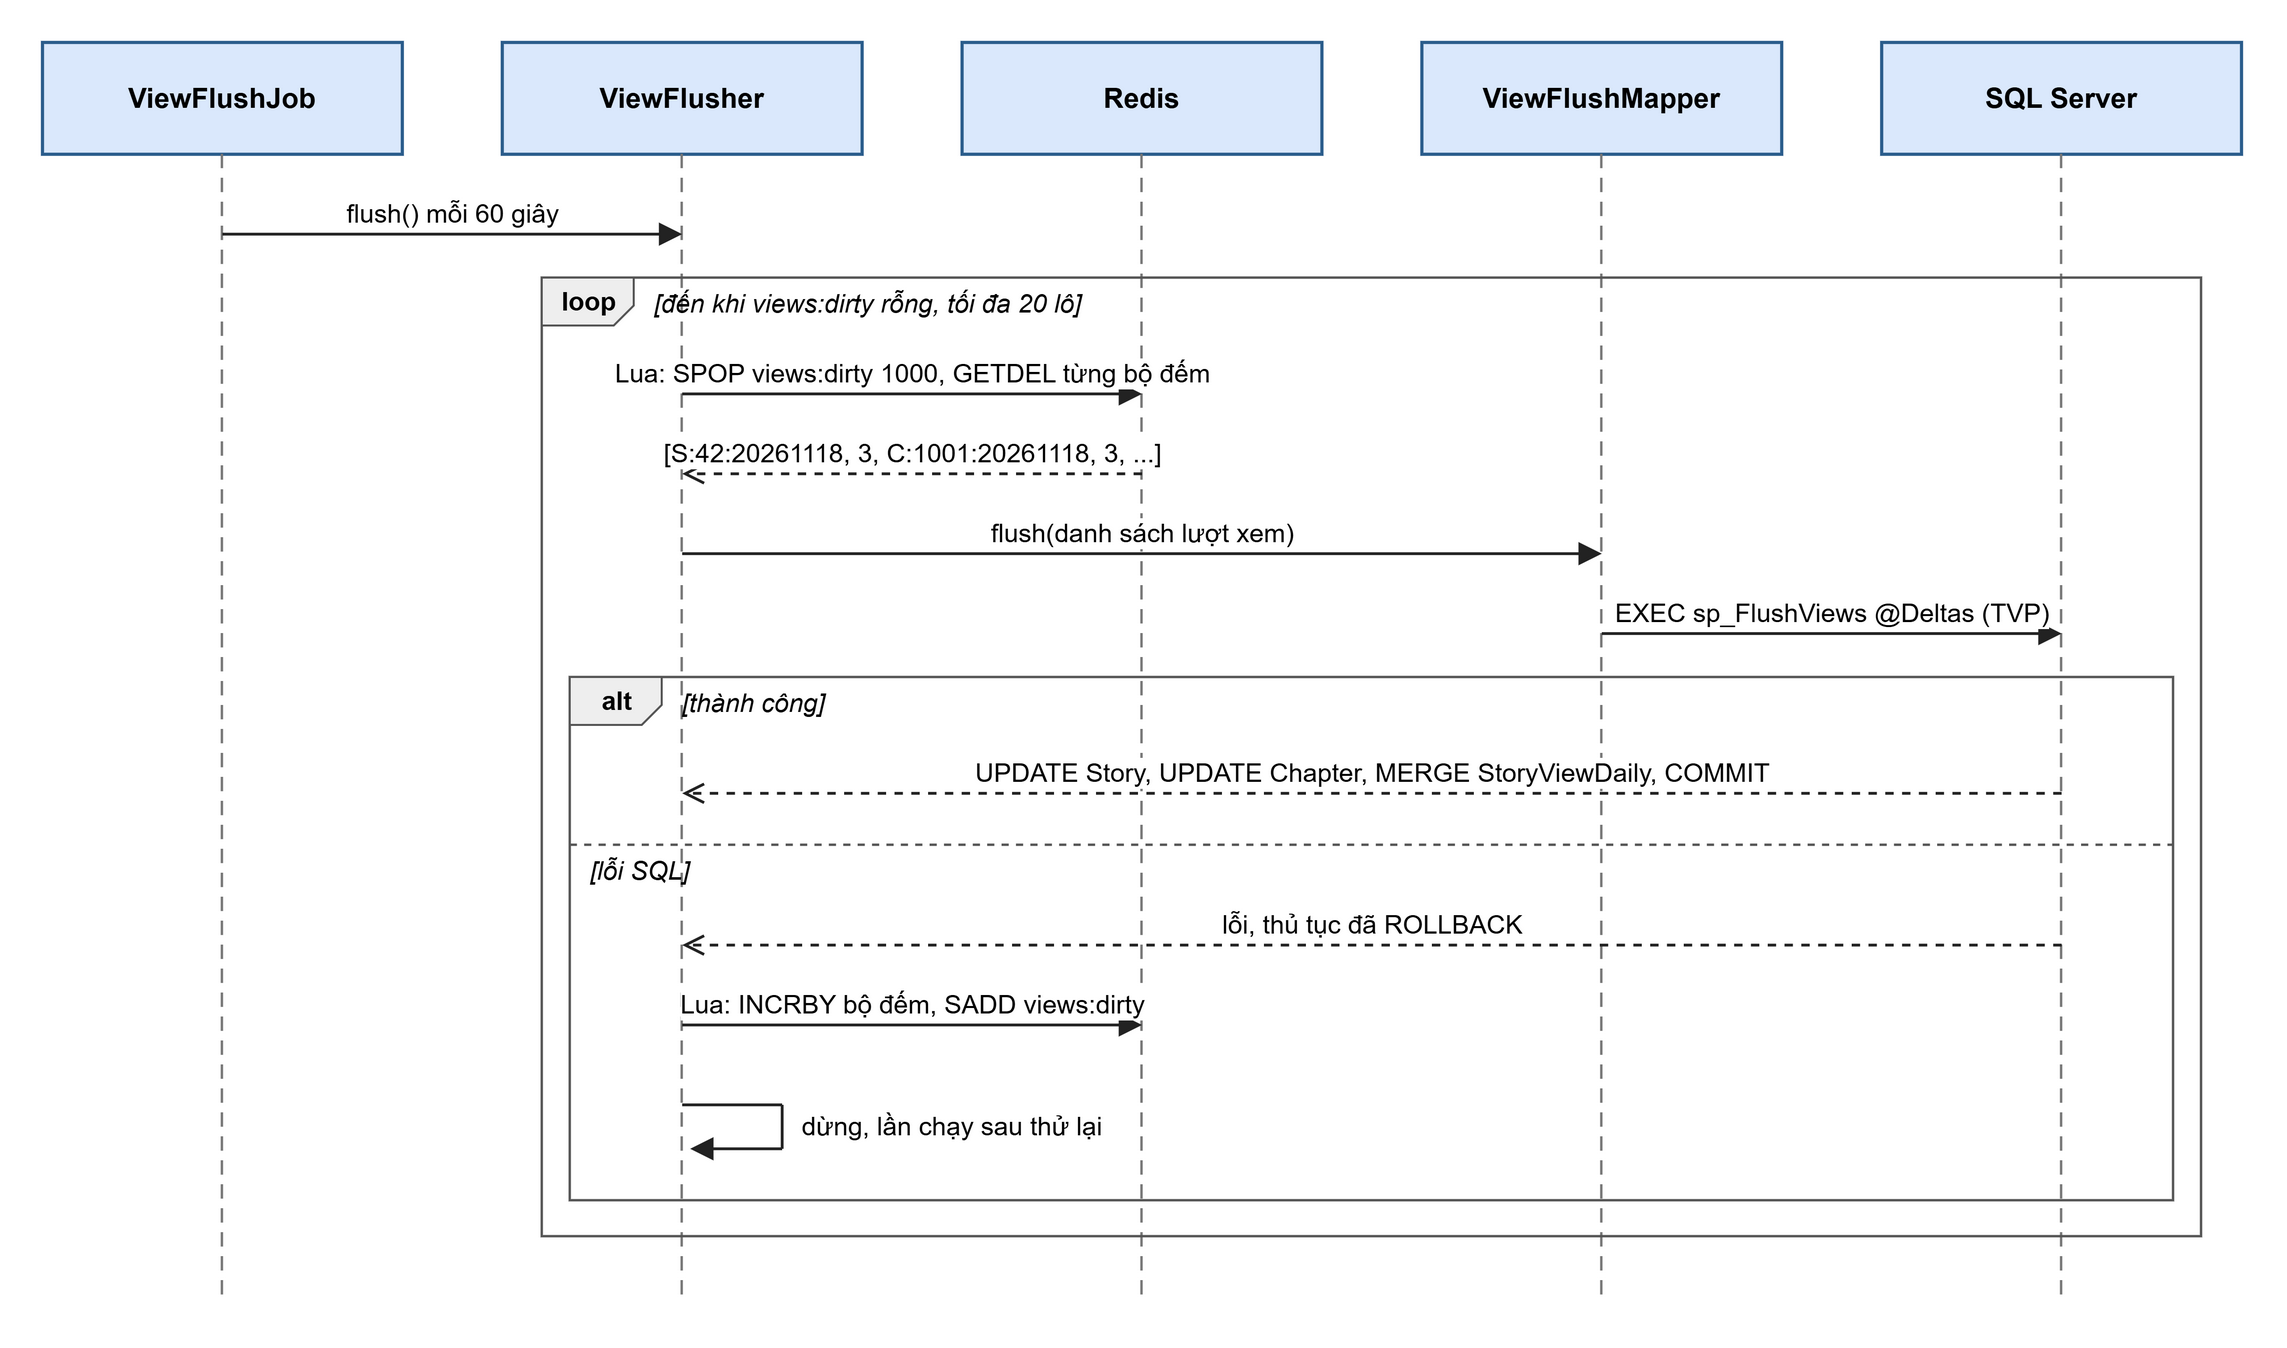 ViewFlushJob
ViewFlusher
Redis
ViewFlushMapper
SQL Server
flush() mỗi 60 giây
loop
[đến khi views:dirty rỗng, tối đa 20 lô]
Lua: SPOP views:dirty 1000, GETDEL từng bộ đếm
[S:42:20261118, 3, C:1001:20261118, 3, ...]
flush(danh sách lượt xem)
EXEC sp_FlushViews @Deltas (TVP)
alt
[thành công]
UPDATE Story, UPDATE Chapter, MERGE StoryViewDaily, COMMIT
[lỗi SQL]
lỗi, thủ tục đã ROLLBACK
Lua: INCRBY bộ đếm, SADD views:dirty
dừng, lần chạy sau thử lại